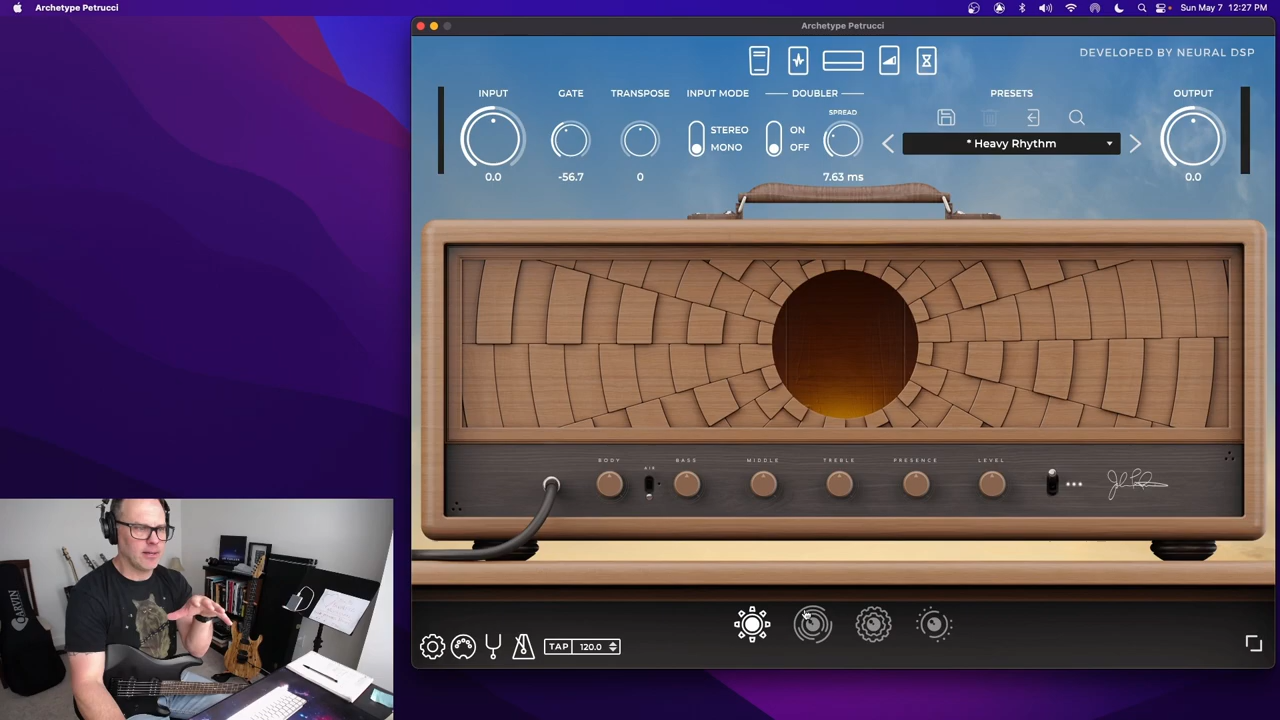 Archetype Petrucci
Sun May 7 12:27 PM
Archetype Petrucci
DEVELOPED BY NEURAL DSP
INPUT
GATE
TRANSPOSE
INPUT MODE
DOUBLER
PRESETS
OUTPUT
SPREAD
STEREO
MONO
ON
OFF
* Heavy Rhythm
0.0
-56.7
0
7.63 ms
0.0
BODY
AIR
BASS
MIDDLE
TREBLE
PRESENCE
LEVEL
TAP
120.0
CARVIN